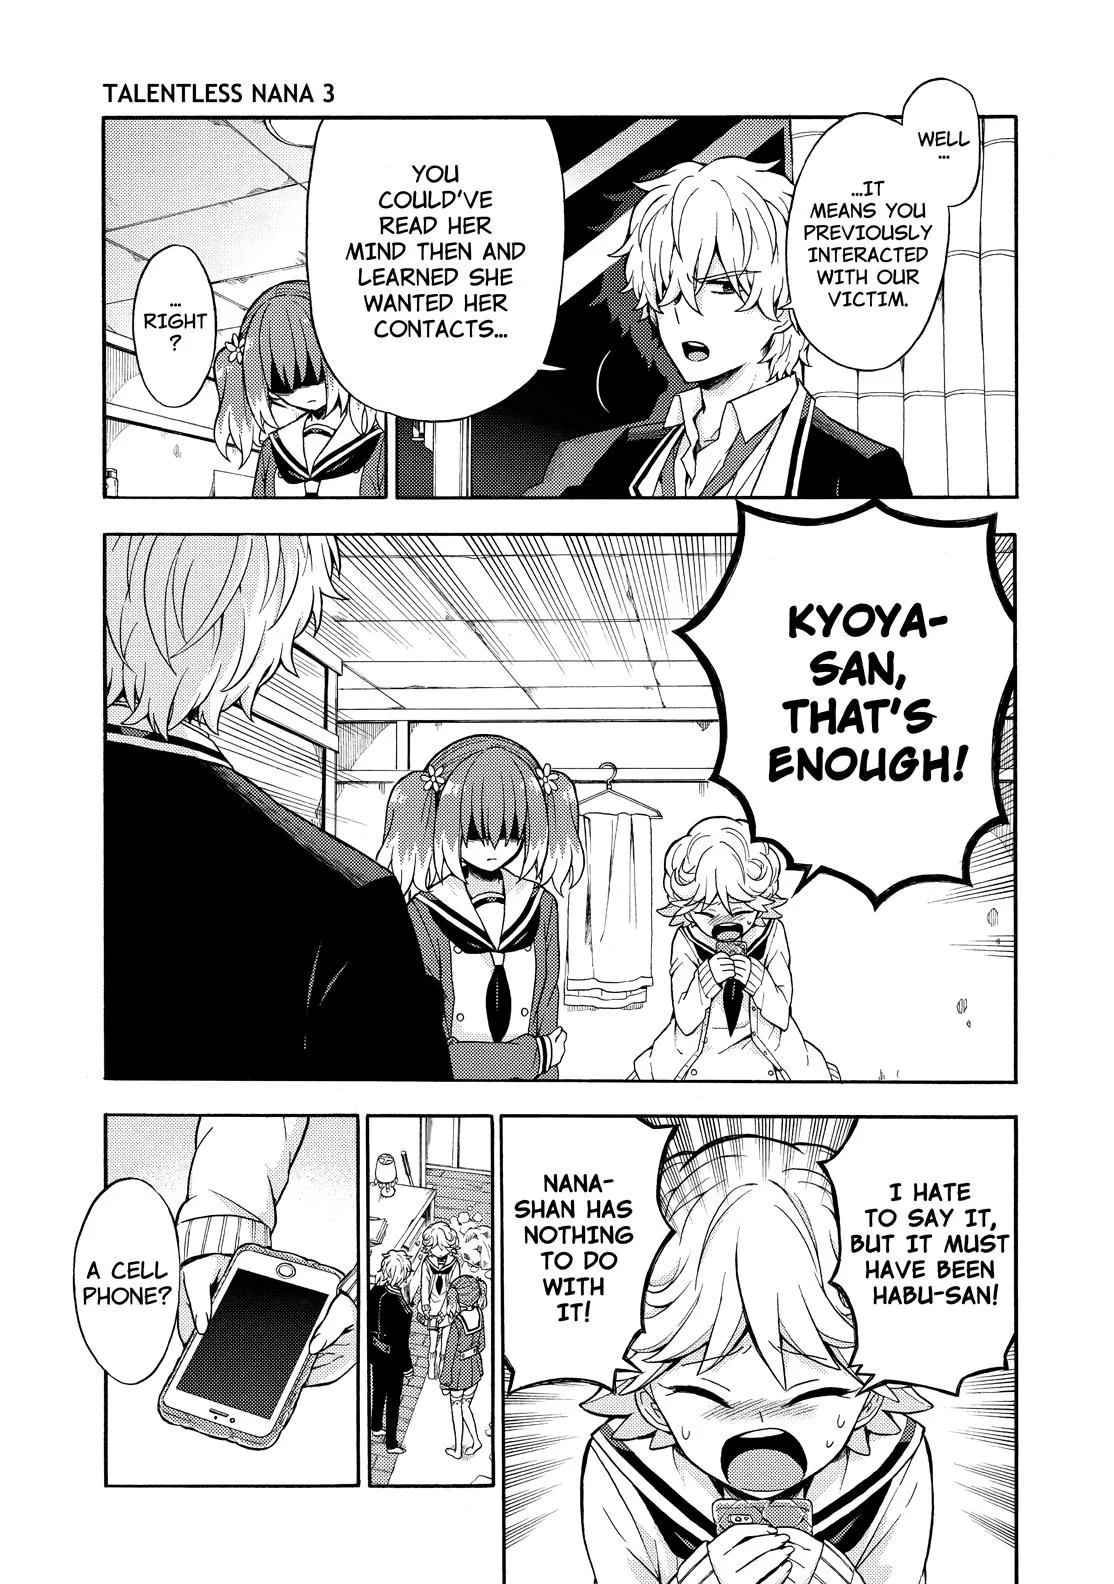 TALENTLESS NANA 3
WELL
...
...IT
MEANS YOU
PREVIOUSLY
INTERACTED
WITH OUR
VICTIM.
YOU
COULD'VE
READ HER
MIND THEN AND
LEARNED SHE
WANTED HER
CONTACTS...
...
RIGHT
?
KYOYA-
SAN,
THAT'S
ENOUGH!
I HATE
TO SAY IT,
BUT IT MUST
HAVE BEEN
HABU-SAN!
NANA-
SHAN HAS
NOTHING
TO DO
WITH
IT!
A CELL
PHONE?